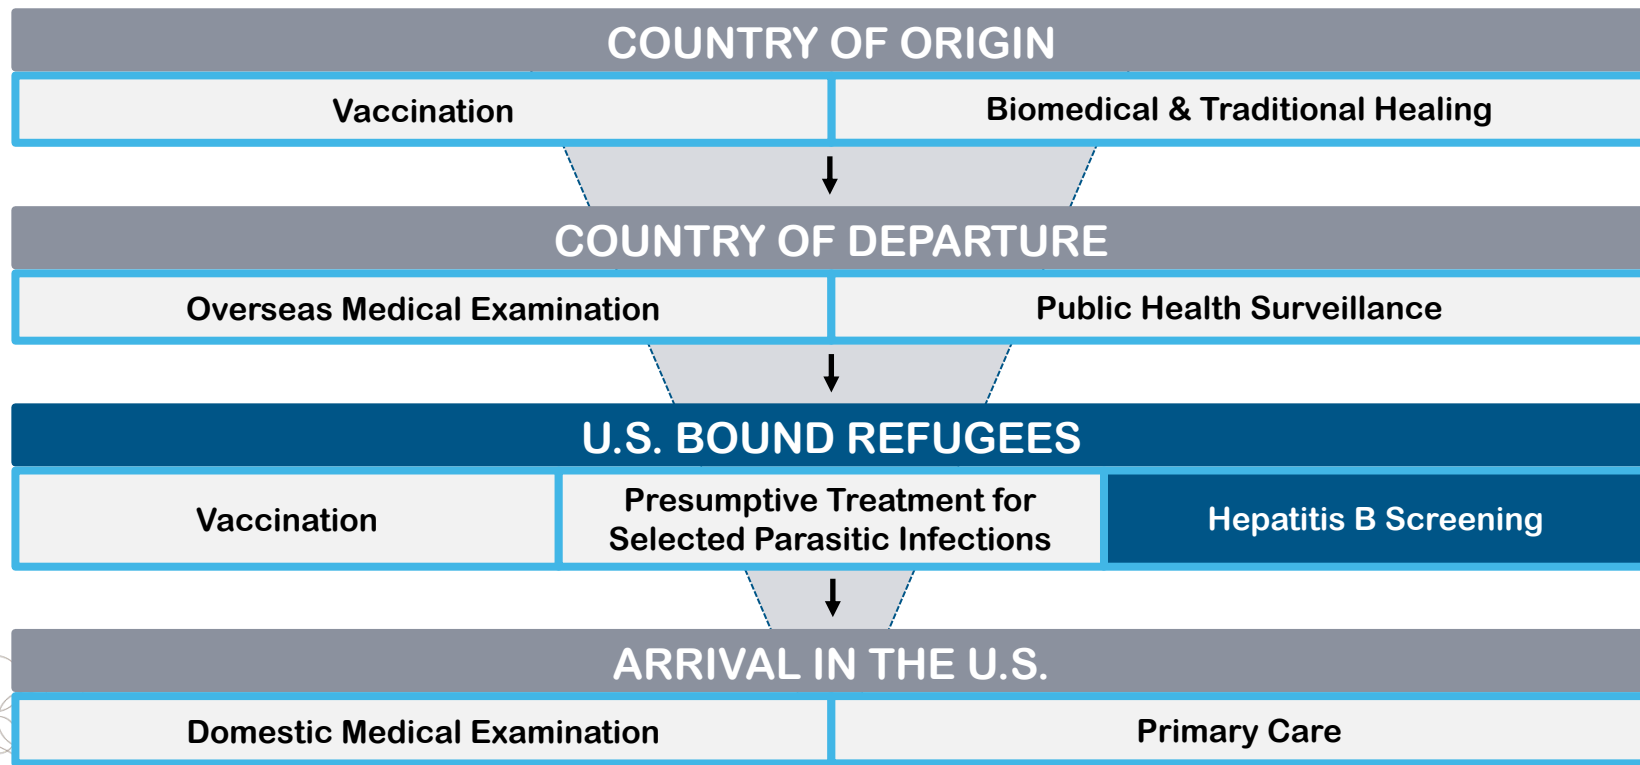 COUNTRY OF ORIGIN
Vaccination
Biomedical & Traditional Healing
COUNTRY OF DEPARTURE
Overseas Medical Examination
Public Health Surveillance
U.S. BOUND REFUGEES
Vaccination
Presumptive Treatment for
Selected Parasitic Infections
Hepatitis B Screening
ARRIVAL IN THE U.S.
Domestic Medical Examination
Primary Care